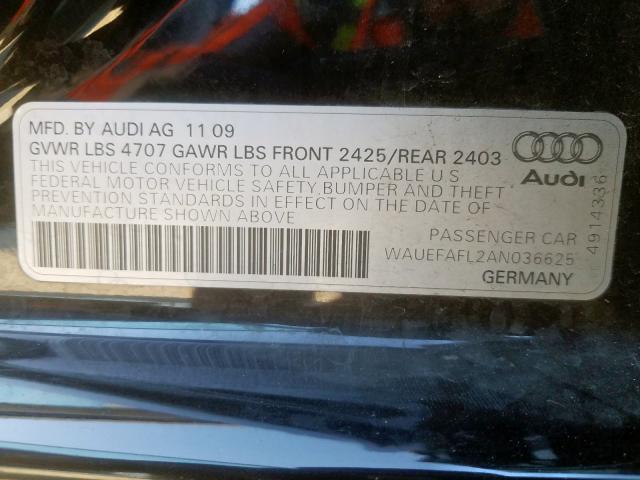 MFD. BY AUDI AG 11 09
GVWR LBS 4707 GAWR LBS FRONT 2425/REAR 2403
THIS VEHICLE CONFORMS TO ALL APPLICABLE U S
FEDERAL MOTOR VEHICLE SAFETY,BUMPER AND THEFT
PREVENTION STANDARDS IN EFFECT ON THE DATE OF
MANUFACTURE SHOWN ABOVE
PASSENGER CAR
WAUEFAFL2AN036625
GERMANY
Audi
4914336